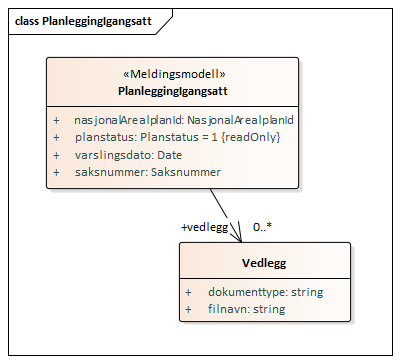 class PlanleggingIgangsatt
«Meldingsmodell»
PlanleggingIgangsatt
+ nasjonalArealplanId: NasjonalArealplanId
+ planstatus: Planstatus = 1 {readOnly}
+ varslingsdato: Date
+ saksnummer: Saksnummer
+vedlegg 0..*
Vedlegg
+ dokumenttype: string
+ filnavn: string